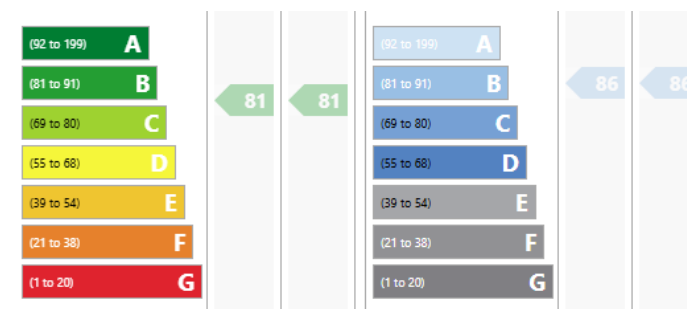 (92 to 199) A
(81 to 91) B
81 81
(69 to 80) C
(55 to 68) D
(39 to 54) E
(21 to 38) F
(1 to 20) G
(92 to 199) A
(81 to 91) B
86 86
(69 to 80) C
(55 to 68) D
(39 to 54) E
(21 to 38) F
(1 to 20) G